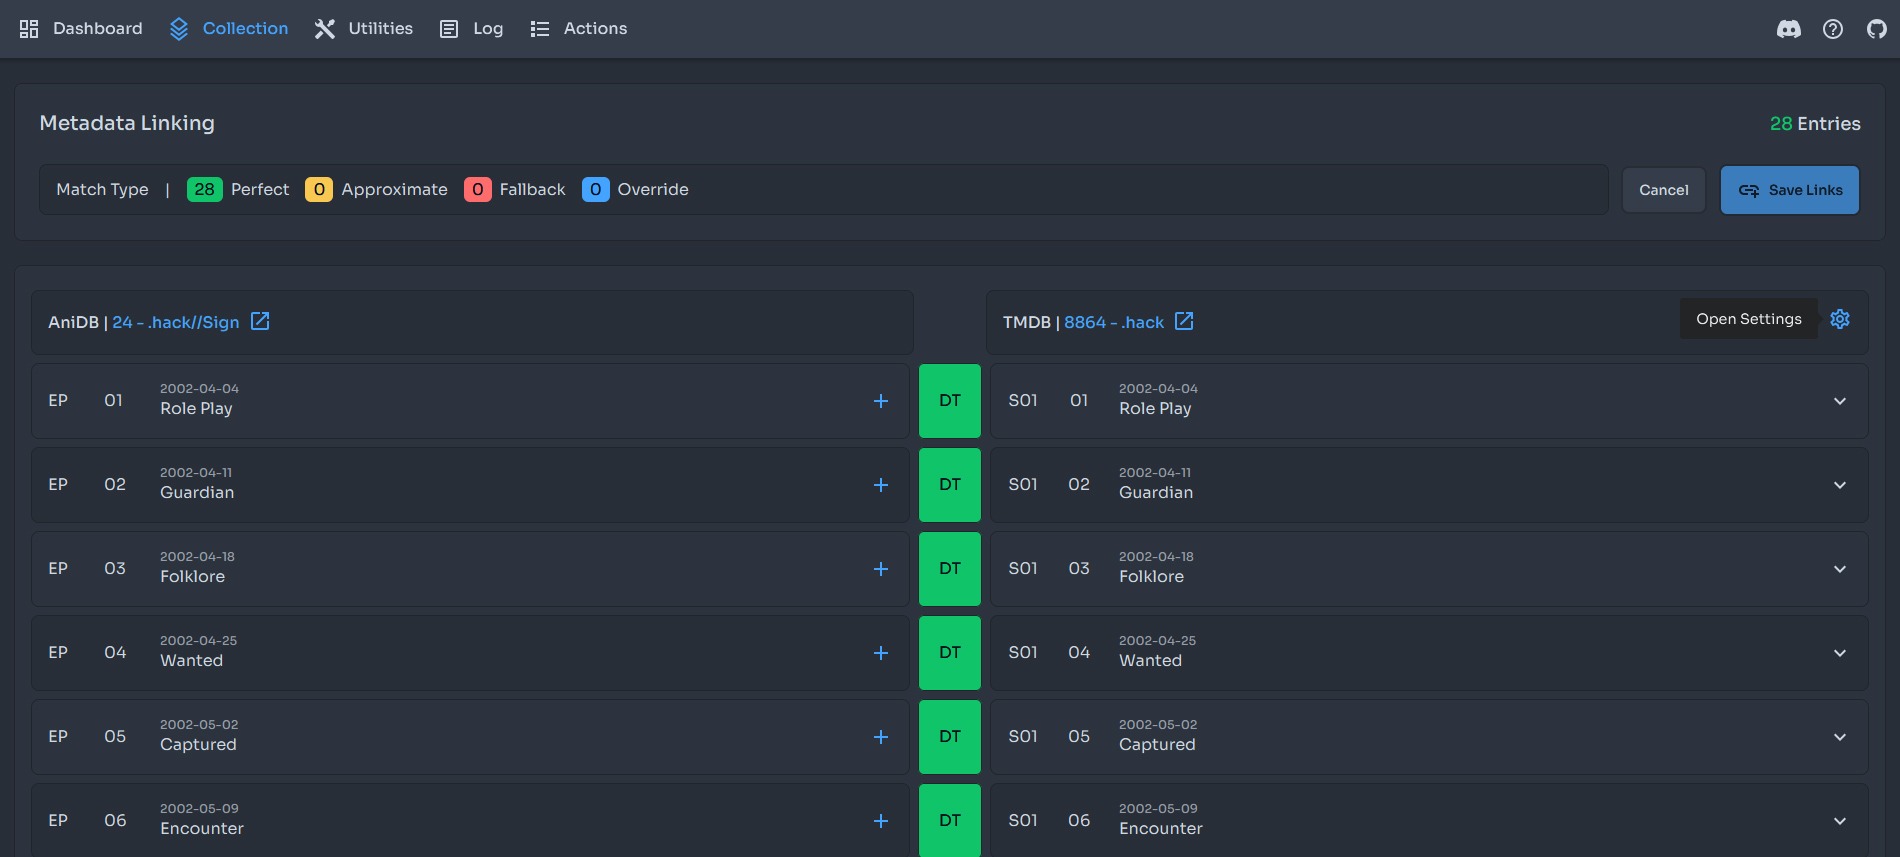 Dashboard Collection Utilities Log Actions
Metadata Linking
28 Entries
Match Type | 28 Perfect 0 Approximate 0 Fallback 0 Override
Cancel
Save Links
AniDB | 24 - .hack//Sign
TMDB | 8864 - .hack
Open Settings
EP 01 2002-04-04
Role Play
DT
S01 01 2002-04-04
Role Play
EP 02 2002-04-11
Guardian
DT
S01 02 2002-04-11
Guardian
EP 03 2002-04-18
Folklore
DT
S01 03 2002-04-18
Folklore
EP 04 2002-04-25
Wanted
DT
S01 04 2002-04-25
Wanted
EP 05 2002-05-02
Captured
DT
S01 05 2002-05-02
Captured
EP 06 2002-05-09
Encounter
DT
S01 06 2002-05-09
Encounter